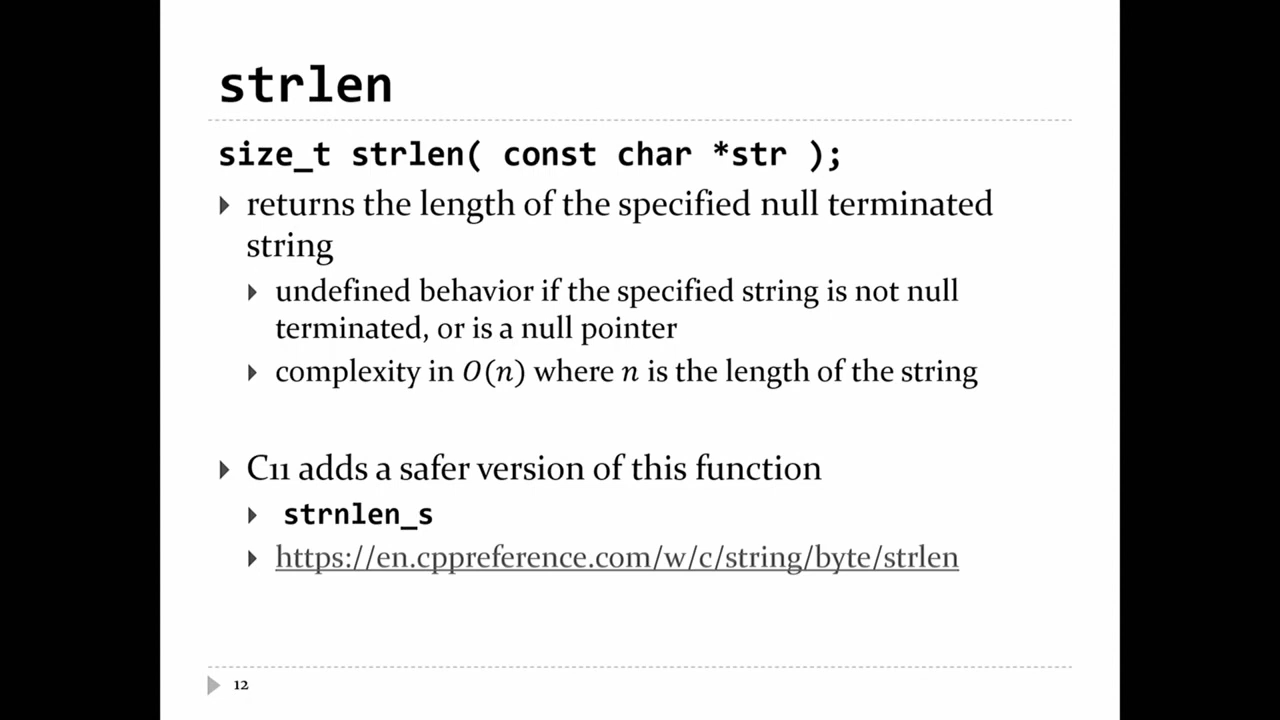 strlen
size_t strlen( const char *str );
returns the length of the specified null terminated
string
undefined behavior if the specified string is not null
terminated, or is a null pointer
complexity in O(n) where n is the length of the string
C11 adds a safer version of this function
strnlen_s
https://en.cppreference.com/w/c/string/byte/strlen
12